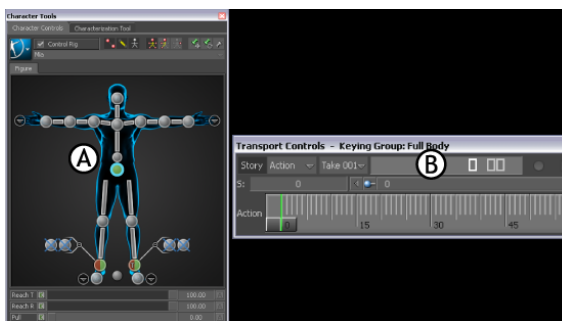 Character Tools
Character Controls Characterization Tool
Control Rig
Mio
Figure
A
Reach T 100.00
Reach R 100.00
Pull 0.00
Transport Controls - Keying Group: Full Body
Story Action Take 001 B
S: 0 0
Action 0 15 30 45